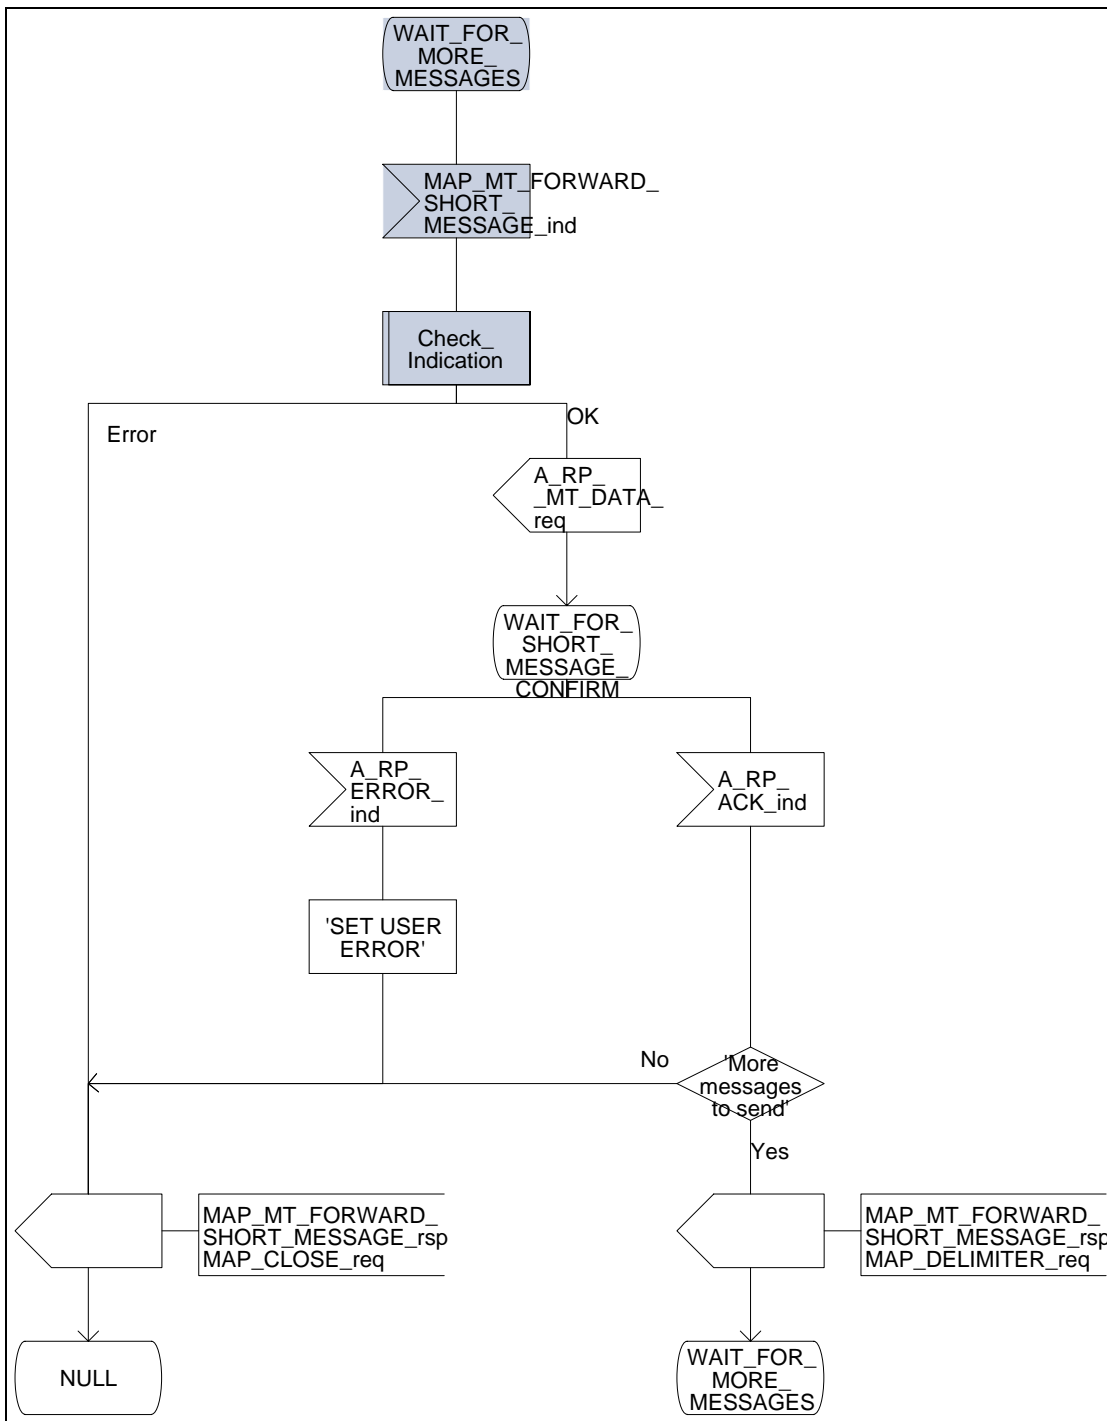 WAIT_FOR_
MORE_
MESSAGES
MAP_MT_FORWARD_
SHORT_
MESSAGE_ind
Check_
Indication
Error
OK
A_RP_
_MT_DATA_
req
WAIT_FOR_
SHORT_
MESSAGE_
CONFIRM
A_RP_
ERROR_
ind
A_RP_
ACK_ind
'SET USER
ERROR'
No
'More
messages
to send'
Yes
MAP_MT_FORWARD_
SHORT_MESSAGE_rsp
MAP_CLOSE_req
MAP_MT_FORWARD_
SHORT_MESSAGE_rsp
MAP_DELIMITER_req
NULL
WAIT_FOR_
MORE_
MESSAGES